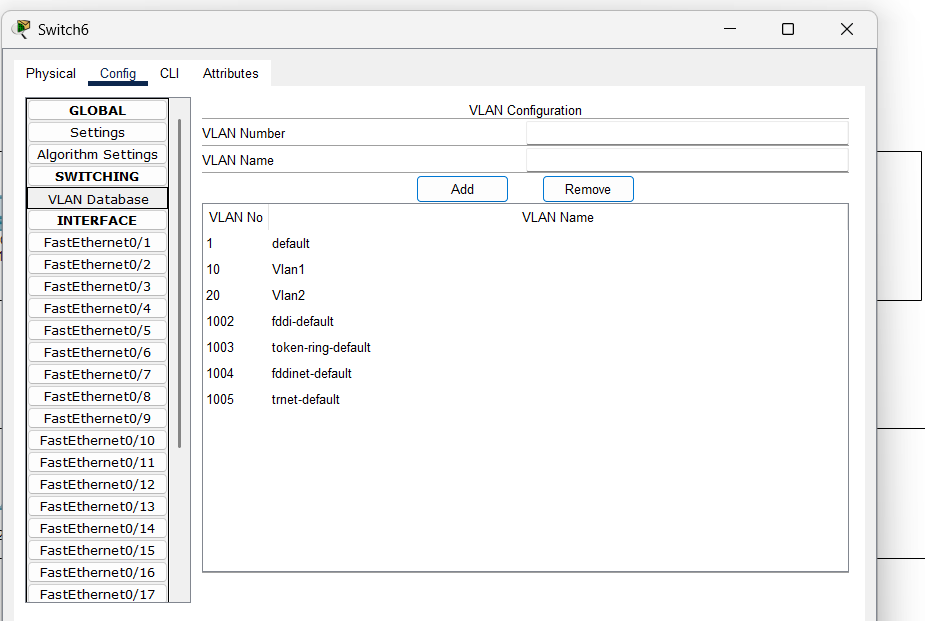 Switch6
Physical Config CLI Attributes
GLOBAL
Settings
Algorithm Settings
SWITCHING
VLAN Database
INTERFACE
FastEthernet0/1
FastEthernet0/2
FastEthernet0/3
FastEthernet0/4
FastEthernet0/5
FastEthernet0/6
FastEthernet0/7
FastEthernet0/8
FastEthernet0/9
FastEthernet0/10
FastEthernet0/11
FastEthernet0/12
FastEthernet0/13
FastEthernet0/14
FastEthernet0/15
FastEthernet0/16
FastEthernet0/17
VLAN Configuration
VLAN Number
VLAN Name
Add Remove
VLAN No VLAN Name
1 default
10 Vlan1
20 Vlan2
1002 fddi-default
1003 token-ring-default
1004 fddinet-default
1005 trnet-default